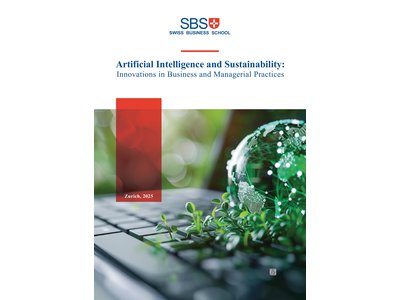 SBS
SWISS BUSINESS SCHOOL
Artificial Intelligence and Sustainability:
Innovations in Business and Managerial Practices
Zurich, 2025